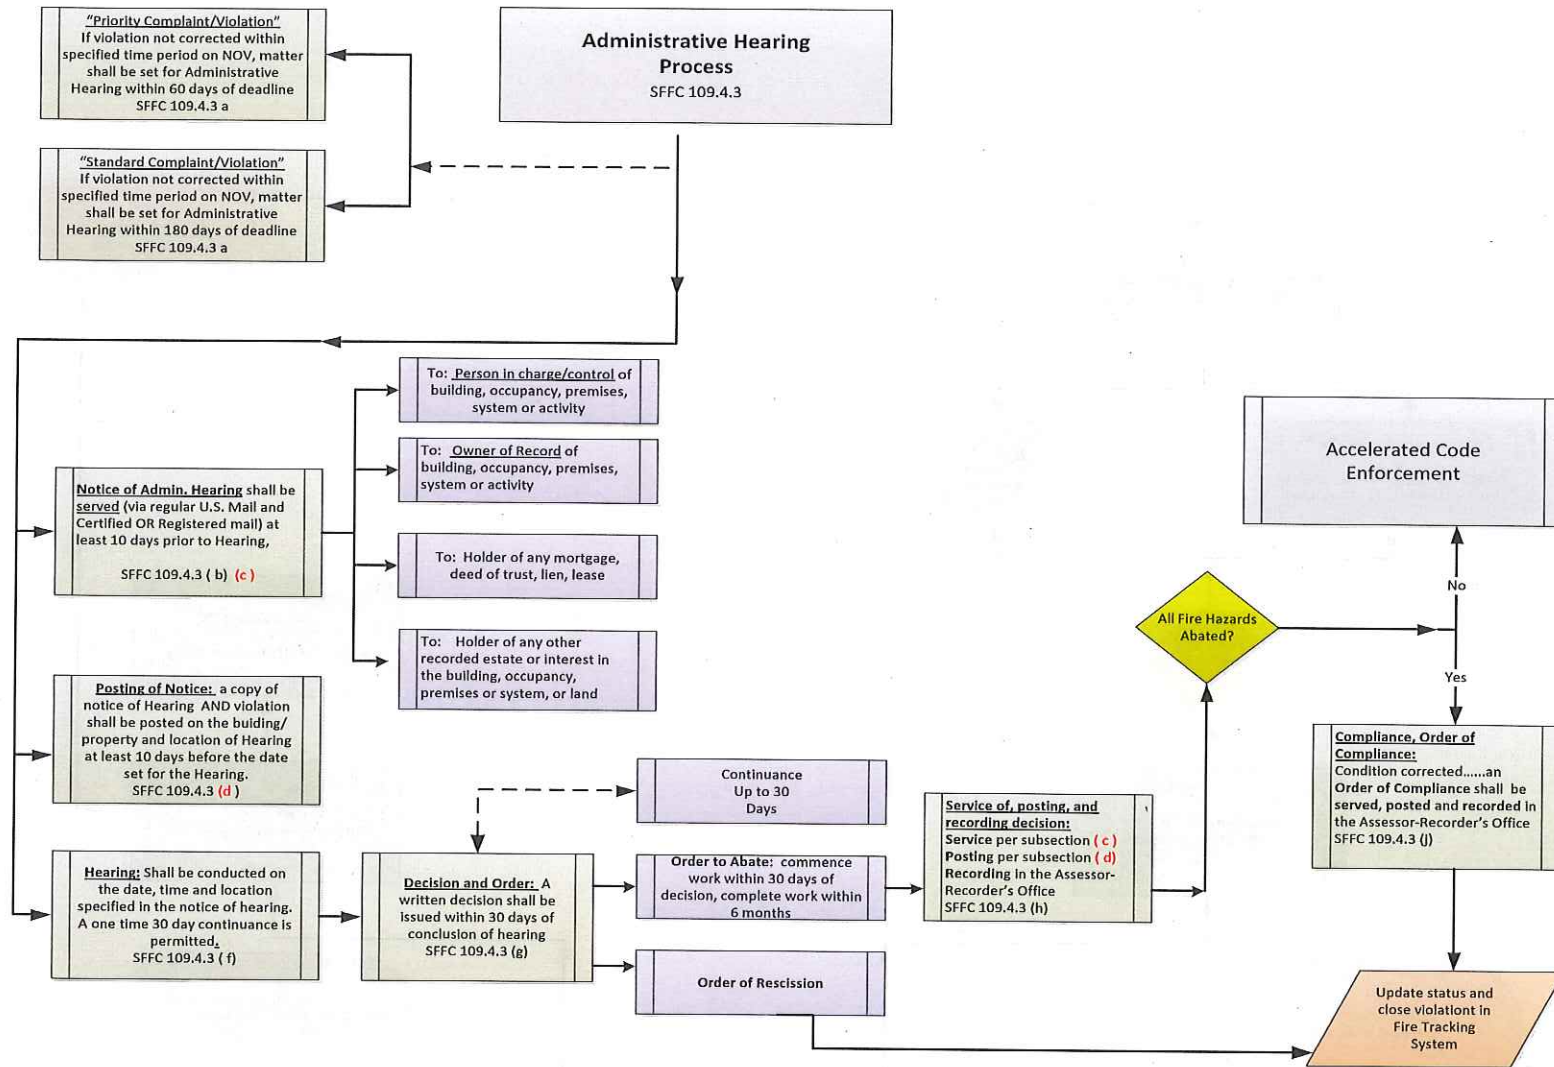 "Priority Complaint/Violation"
If violation not corrected within
specified time period on NOV, matter
shall be set for Administrative
Hearing within 60 days of deadline
SFFC 109.4.3 a
Administrative Hearing
Process
SFFC 109.4.3
"Standard Complaint/Violation"
If violation not corrected within
specified time period on NOV, matter
shall be set for Administrative
Hearing within 180 days of deadline
SFFC 109.4.3 a
To: Person in charge/control of
building, occupancy, premises,
system or activity
To: Owner of Record of
building, occupancy, premises,
system or activity
To: Holder of any mortgage,
deed of trust, lien, lease
To: Holder of any other
recorded estate or interest in
the building, occupancy,
premises or system, or land
Notice of Admin. Hearing shall be
served (via regular U.S. Mail and
Certified OR Registered mail) at
least 10 days prior to Hearing,
SFFC 109.4.3 ( b) (c )
Posting of Notice: a copy of
notice of Hearing AND violation
shall be posted on the buiding/
property and location of Hearing
at least 10 days before the date
set for the Hearing.
SFFC 109.4.3 (d )
Hearing: Shall be conducted on
the date, time and location
specified in the notice of hearing.
A one time 30 day continuance is
permitted.
SFFC 109.4.3 ( f)
Decision and Order: A
written decision shall be
issued within 30 days of
conclusion of hearing
SFFC 109.4.3 (g)
Continuance
Up to 30
Days
Order to Abate: commence
work within 30 days of
decision, complete work within
6 months
Order of Rescission
Service of, posting, and
recording decision:
Service per subsection ( c )
Posting per subsection ( d)
Recording in the Assessor-
Recorder's Office
SFFC 109.4.3 (h)
All Fire Hazards
Abated?
Accelerated Code
Enforcement
No
Yes
Compliance, Order of
Compliance:
Condition corrected......an
Order of Compliance shall be
served, posted and recorded in
the Assessor-Recorder's Office
SFFC 109.4.3 (J)
Update status and
close violationt in
Fire Tracking
System